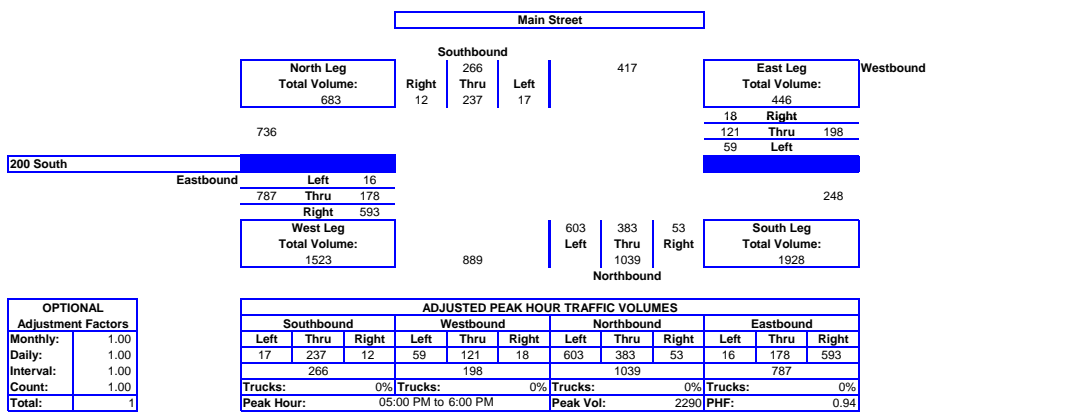 Main Street
Southbound
North Leg 266 417 East Leg Westbound
Total Volume: Right Thru Left Total Volume:
683 12 237 17 446
18 Right
736 121 Thru 198
59 Left
200 South
Eastbound Left 16
787 Thru 178 248
Right 593
West Leg 603 383 53 South Leg
Total Volume: Left Thru Right Total Volume:
1523 889 1039 1928
Northbound
OPTIONAL ADJUSTED PEAK HOUR TRAFFIC VOLUMES
Adjustment Factors Southbound Westbound Northbound Eastbound
Monthly: 1.00 Left Thru Right Left Thru Right Left Thru Right Left Thru Right
Daily: 1.00 17 237 12 59 121 18 603 383 53 16 178 593
Interval: 1.00 266 198 1039 787
Count: 1.00 Trucks: 0% Trucks: 0% Trucks: 0% Trucks: 0%
Total: 1 Peak Hour: 05:00 PM to 6:00 PM Peak Vol: 2290 PHF: 0.94